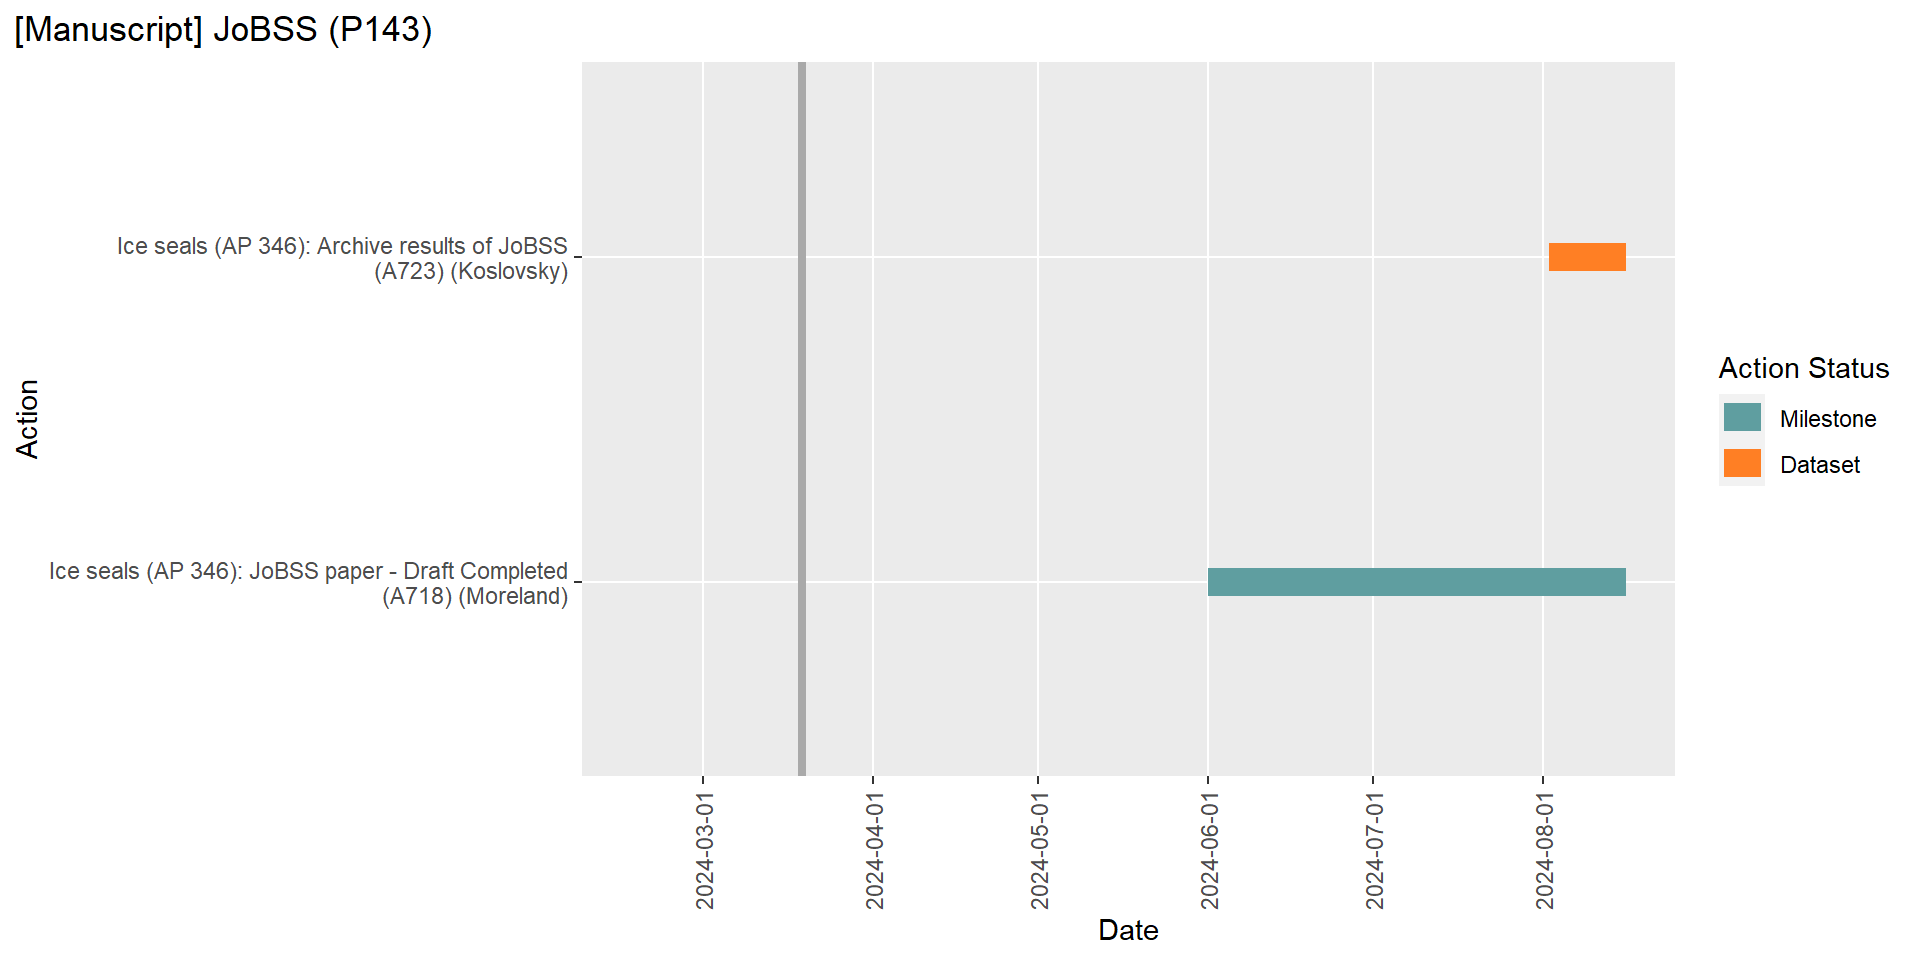 [Manuscript] JoBSS (P143)
Ice seals (AP 346): Archive results of JoBSS
(A723) (Koslovsky)
Ice seals (AP 346): JoBSS paper - Draft Completed
(A718) (Moreland)
Action
2024-03-01
2024-04-01
2024-05-01
2024-06-01
2024-07-01
2024-08-01
Date
Action Status
Milestone
Dataset